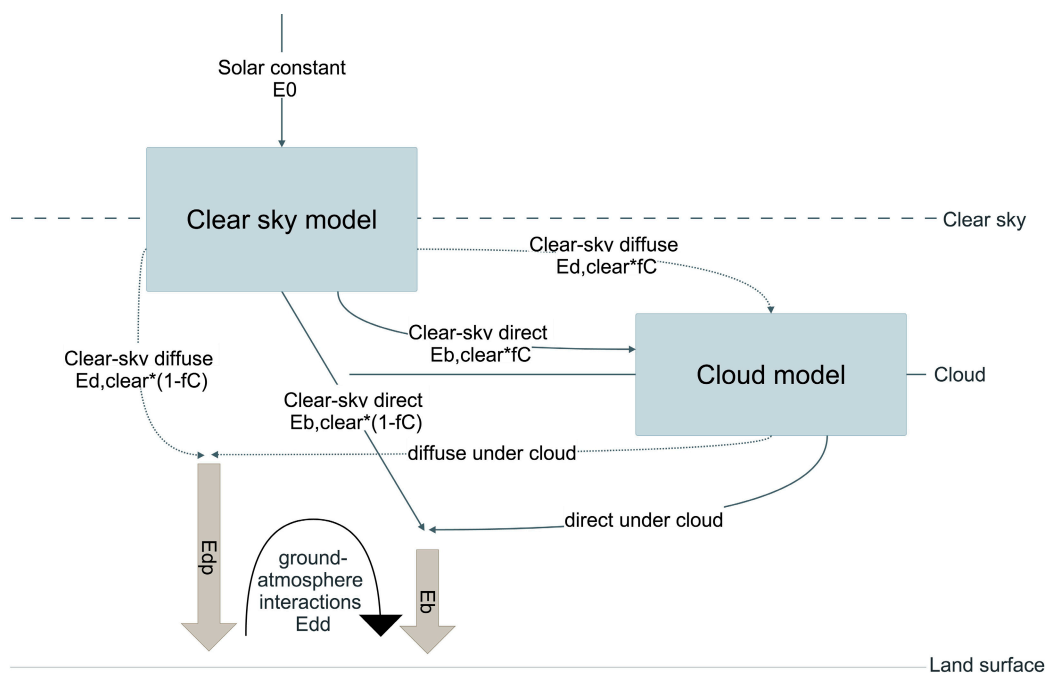 Solar constant
E0
Clear sky model
Clear sky
Clear-sky diffuse
Ed,clear*fC
Clear-sky direct
Eb,clear*fC
Cloud model
Cloud
Clear-sky diffuse
Ed,clear*(1-fC)
Clear-sky direct
Eb,clear*(1-fC)
diffuse under cloud
direct under cloud
Edp
ground-
atmosphere
interactions
Edd
Eb
Land surface